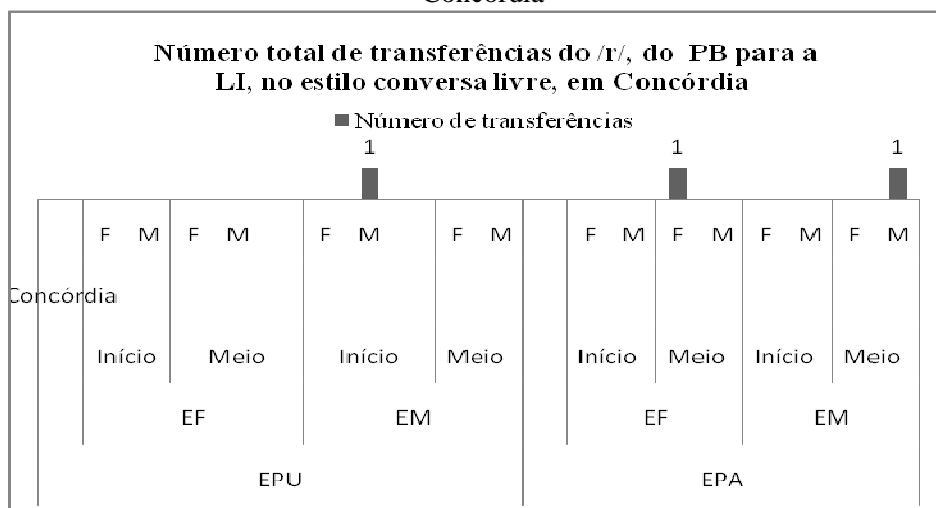 Concórdia
Número total de transferências do /r/, do PB para a
LI, no estilo conversa livre, em Concórdia
Número de transferências
1 1 1
F M F M F M F M F M F M F M F M
Concórdia
Início Meio Início Meio Início Meio Início Meio
EF EM EF EM
EPU EPA